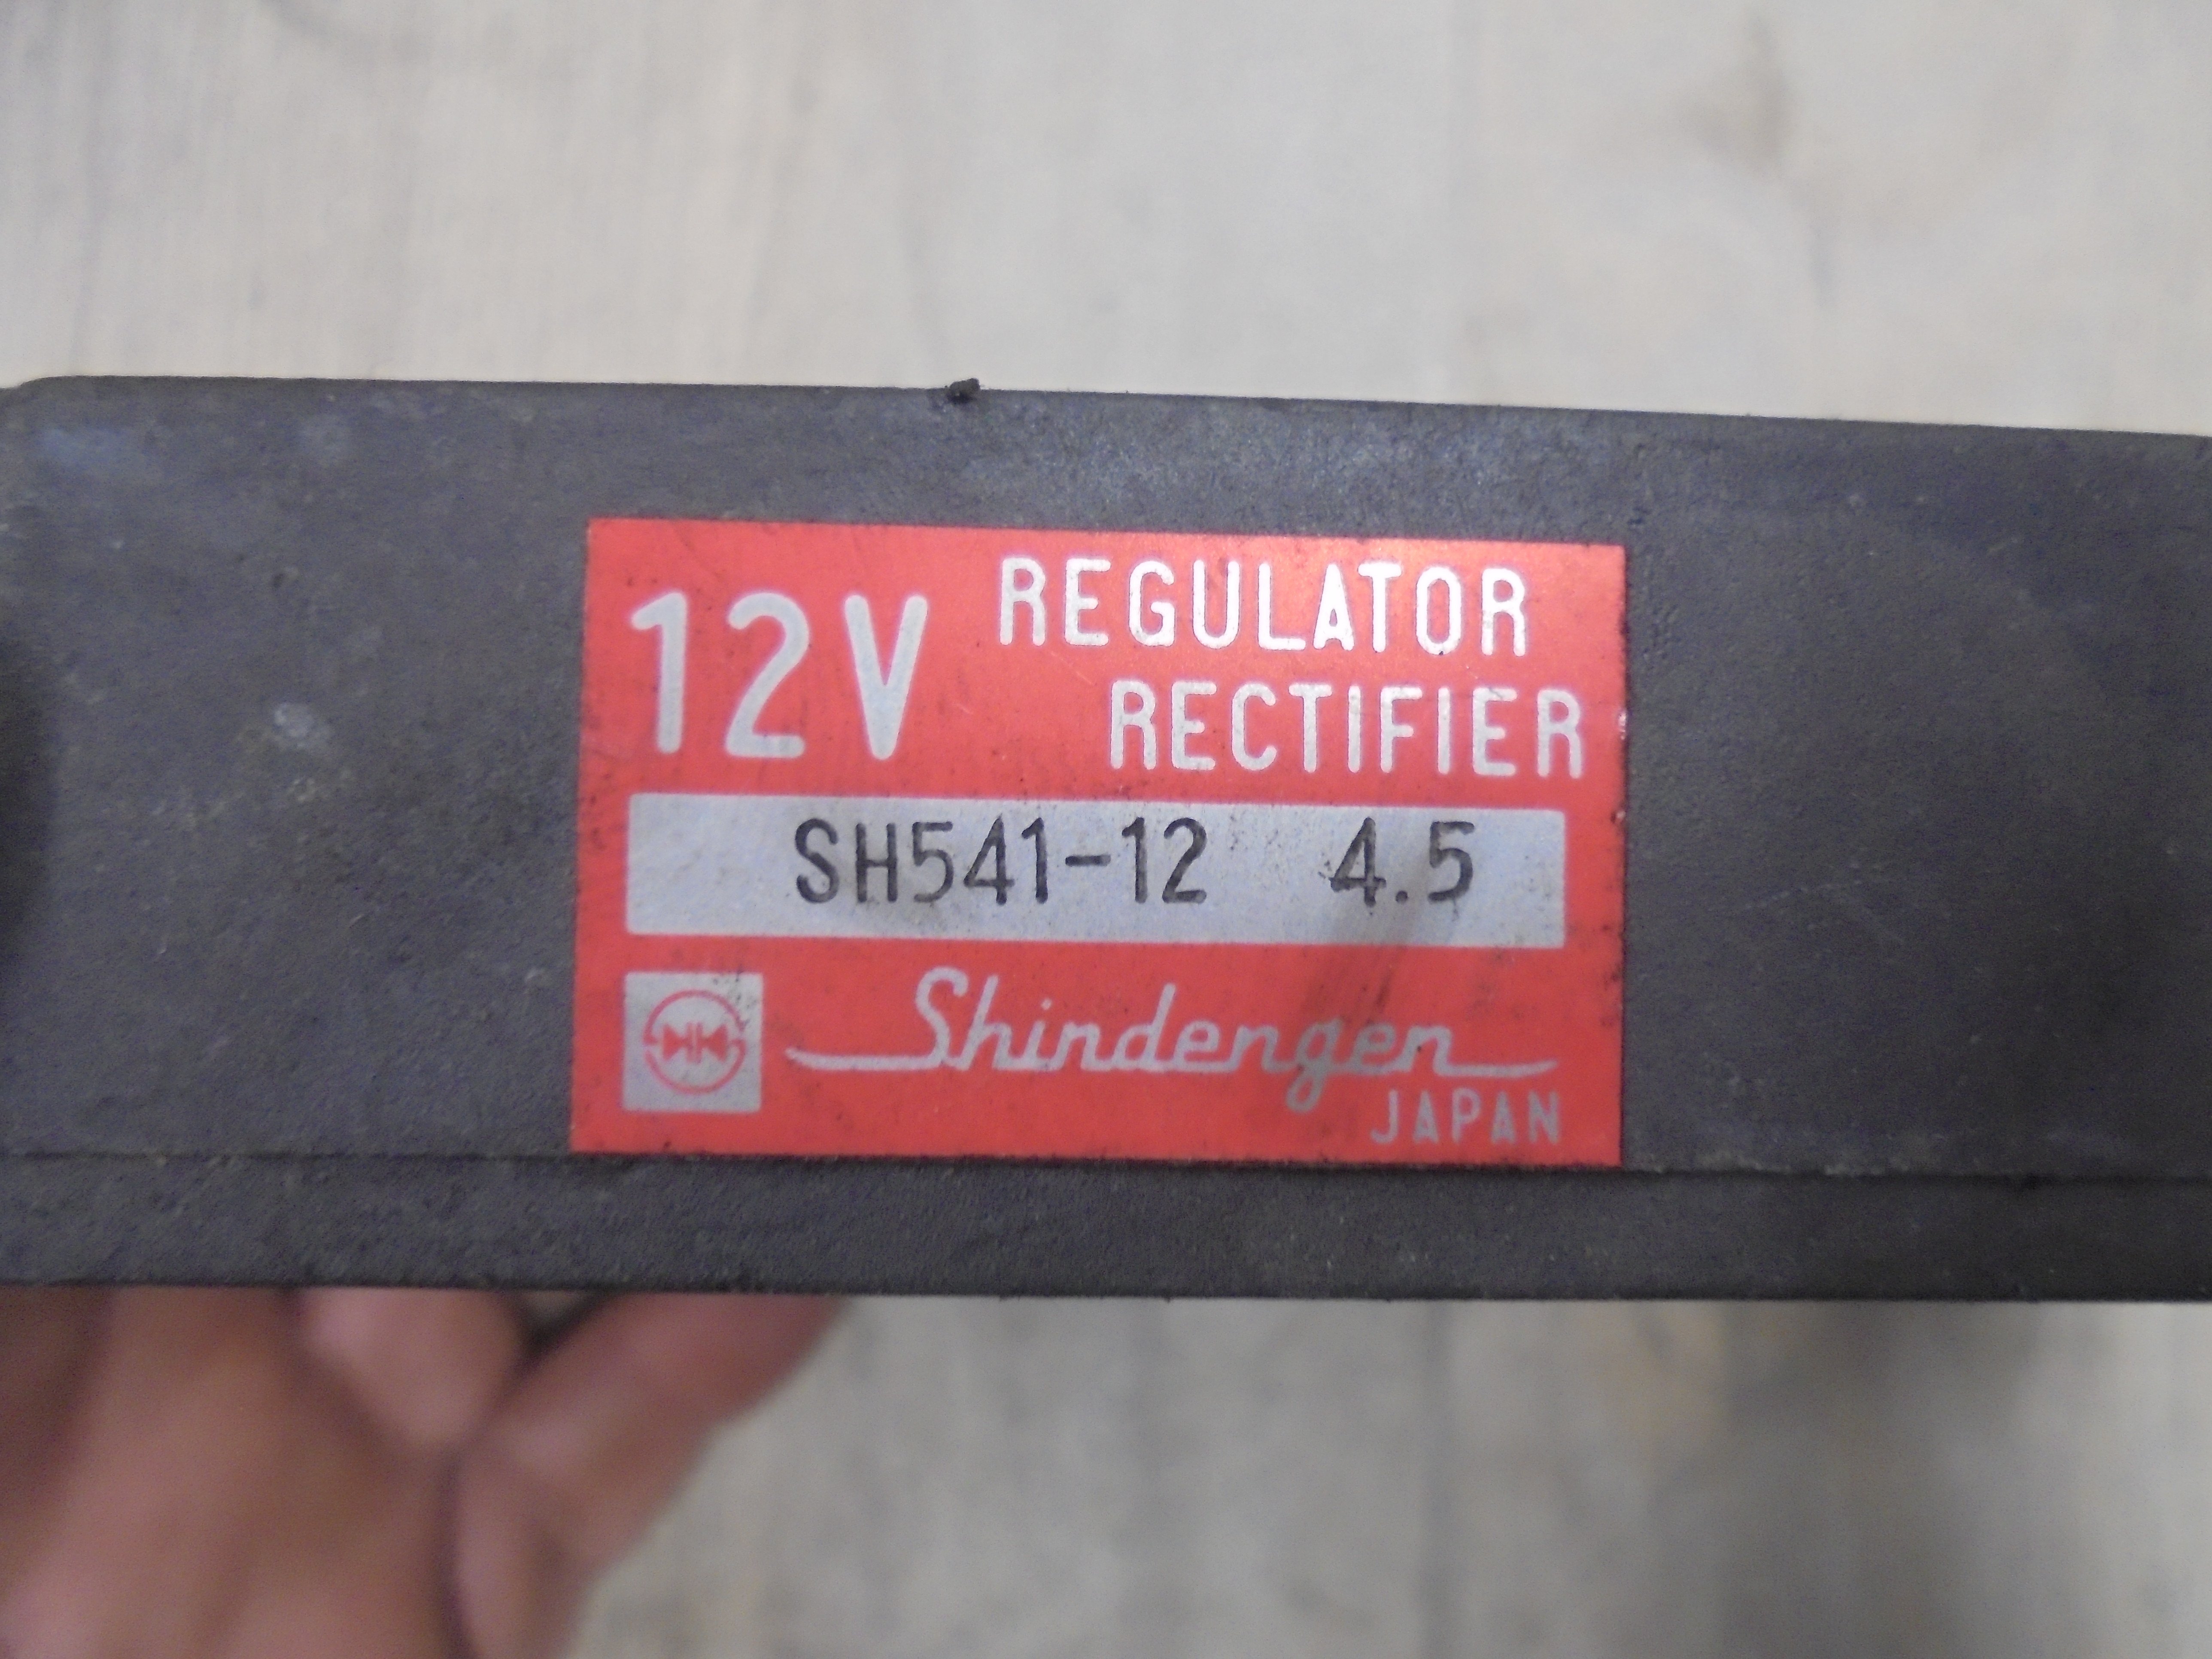 12V REGULATOR
RECTIFIER
SH541-12 4.5
Shindengen
JAPAN